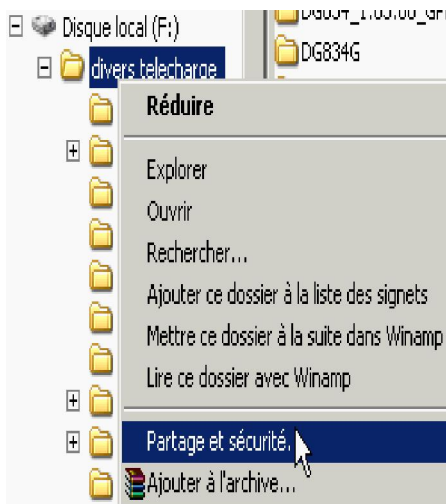 Disque local (F:)
divers telecharge
DG834G
Réduire
Explorer
Ouvrir
Rechercher...
Ajouter ce dossier à la liste des signets
Mettre ce dossier à la suite dans Winamp
Lire ce dossier avec Winamp
Partage et sécurité.
Ajouter à l'archive...